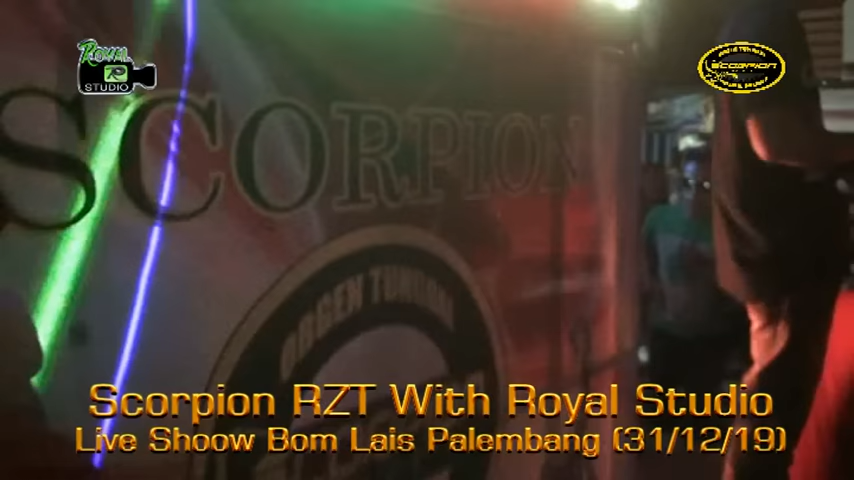 ROYAL
R
STUDIO
SCORPION
SCORPION
ORGEN TUNGGAL
Scorpion RZT With Royal Studio
Live Shoow Bom Lais Palembang (31/12/19)